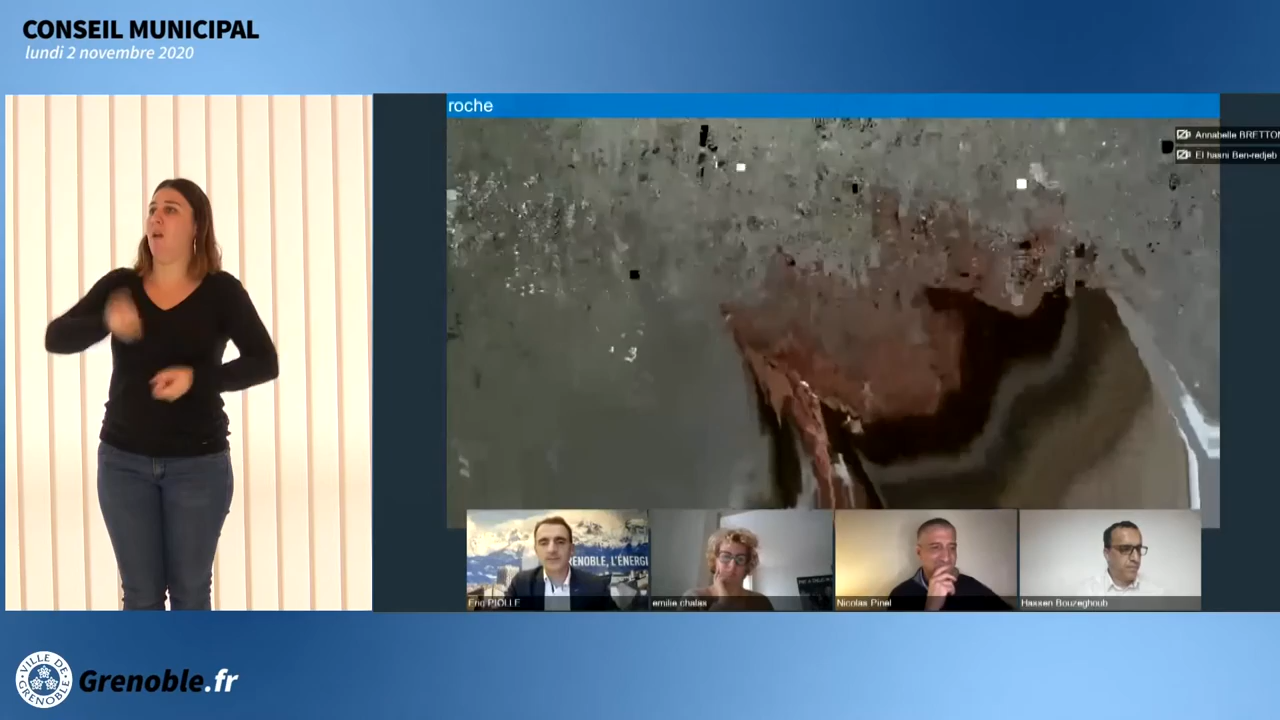 CONSEIL MUNICIPAL
lundi 2 novembre 2020
roche
Annabelle BRETTON
El hasni Ben-redjeb
GRENOBLE, L'ÉNERGI
Eric PIOLLE
emilie chalas
Nicolas Pinel
Hassen Bouzeghoub
VILLE DE GRENOBLE
Grenoble.fr